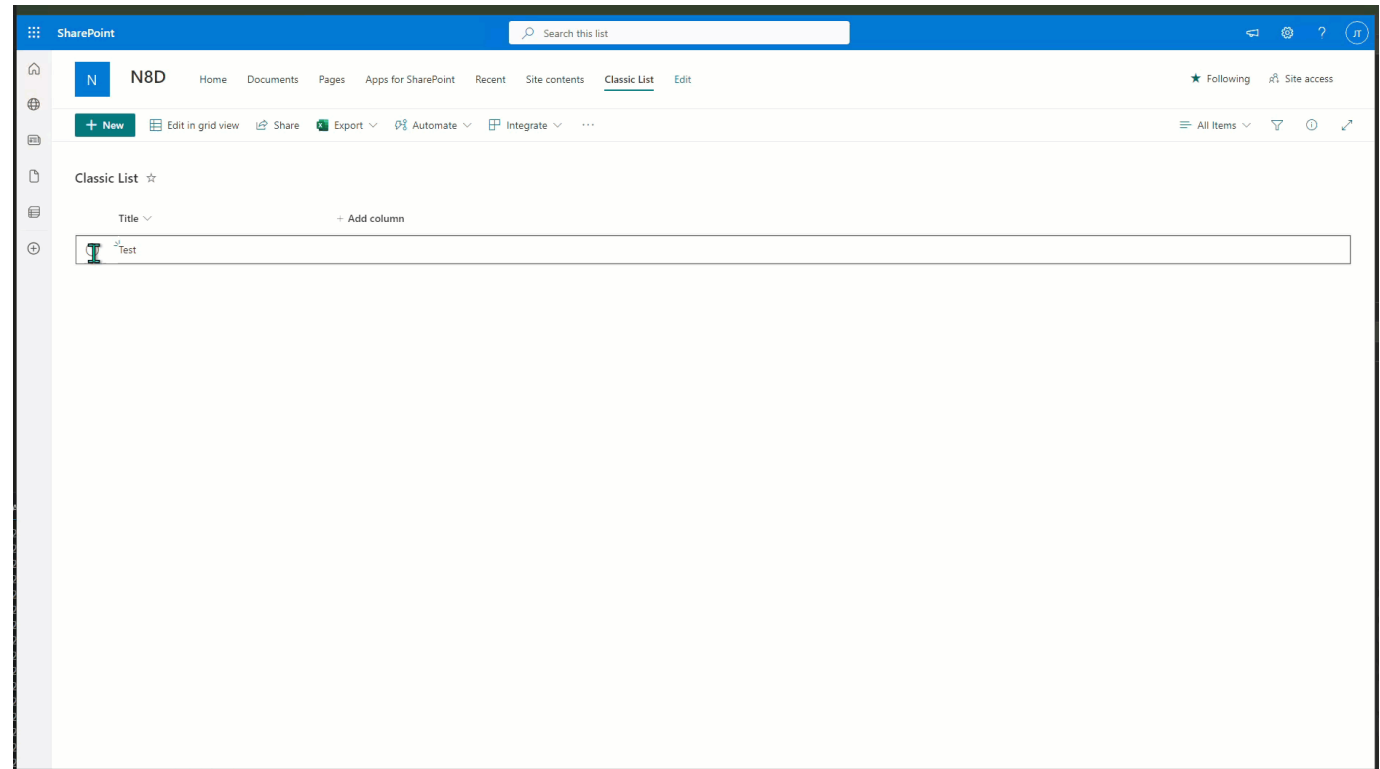 SharePoint
Search this list
?
JT
N
N8D
Home Documents Pages Apps for SharePoint Recent Site contents Classic List Edit
Following Site access
+ New Edit in grid view Share Export Automate Integrate ...
All Items
Classic List
Title
+ Add column
Test